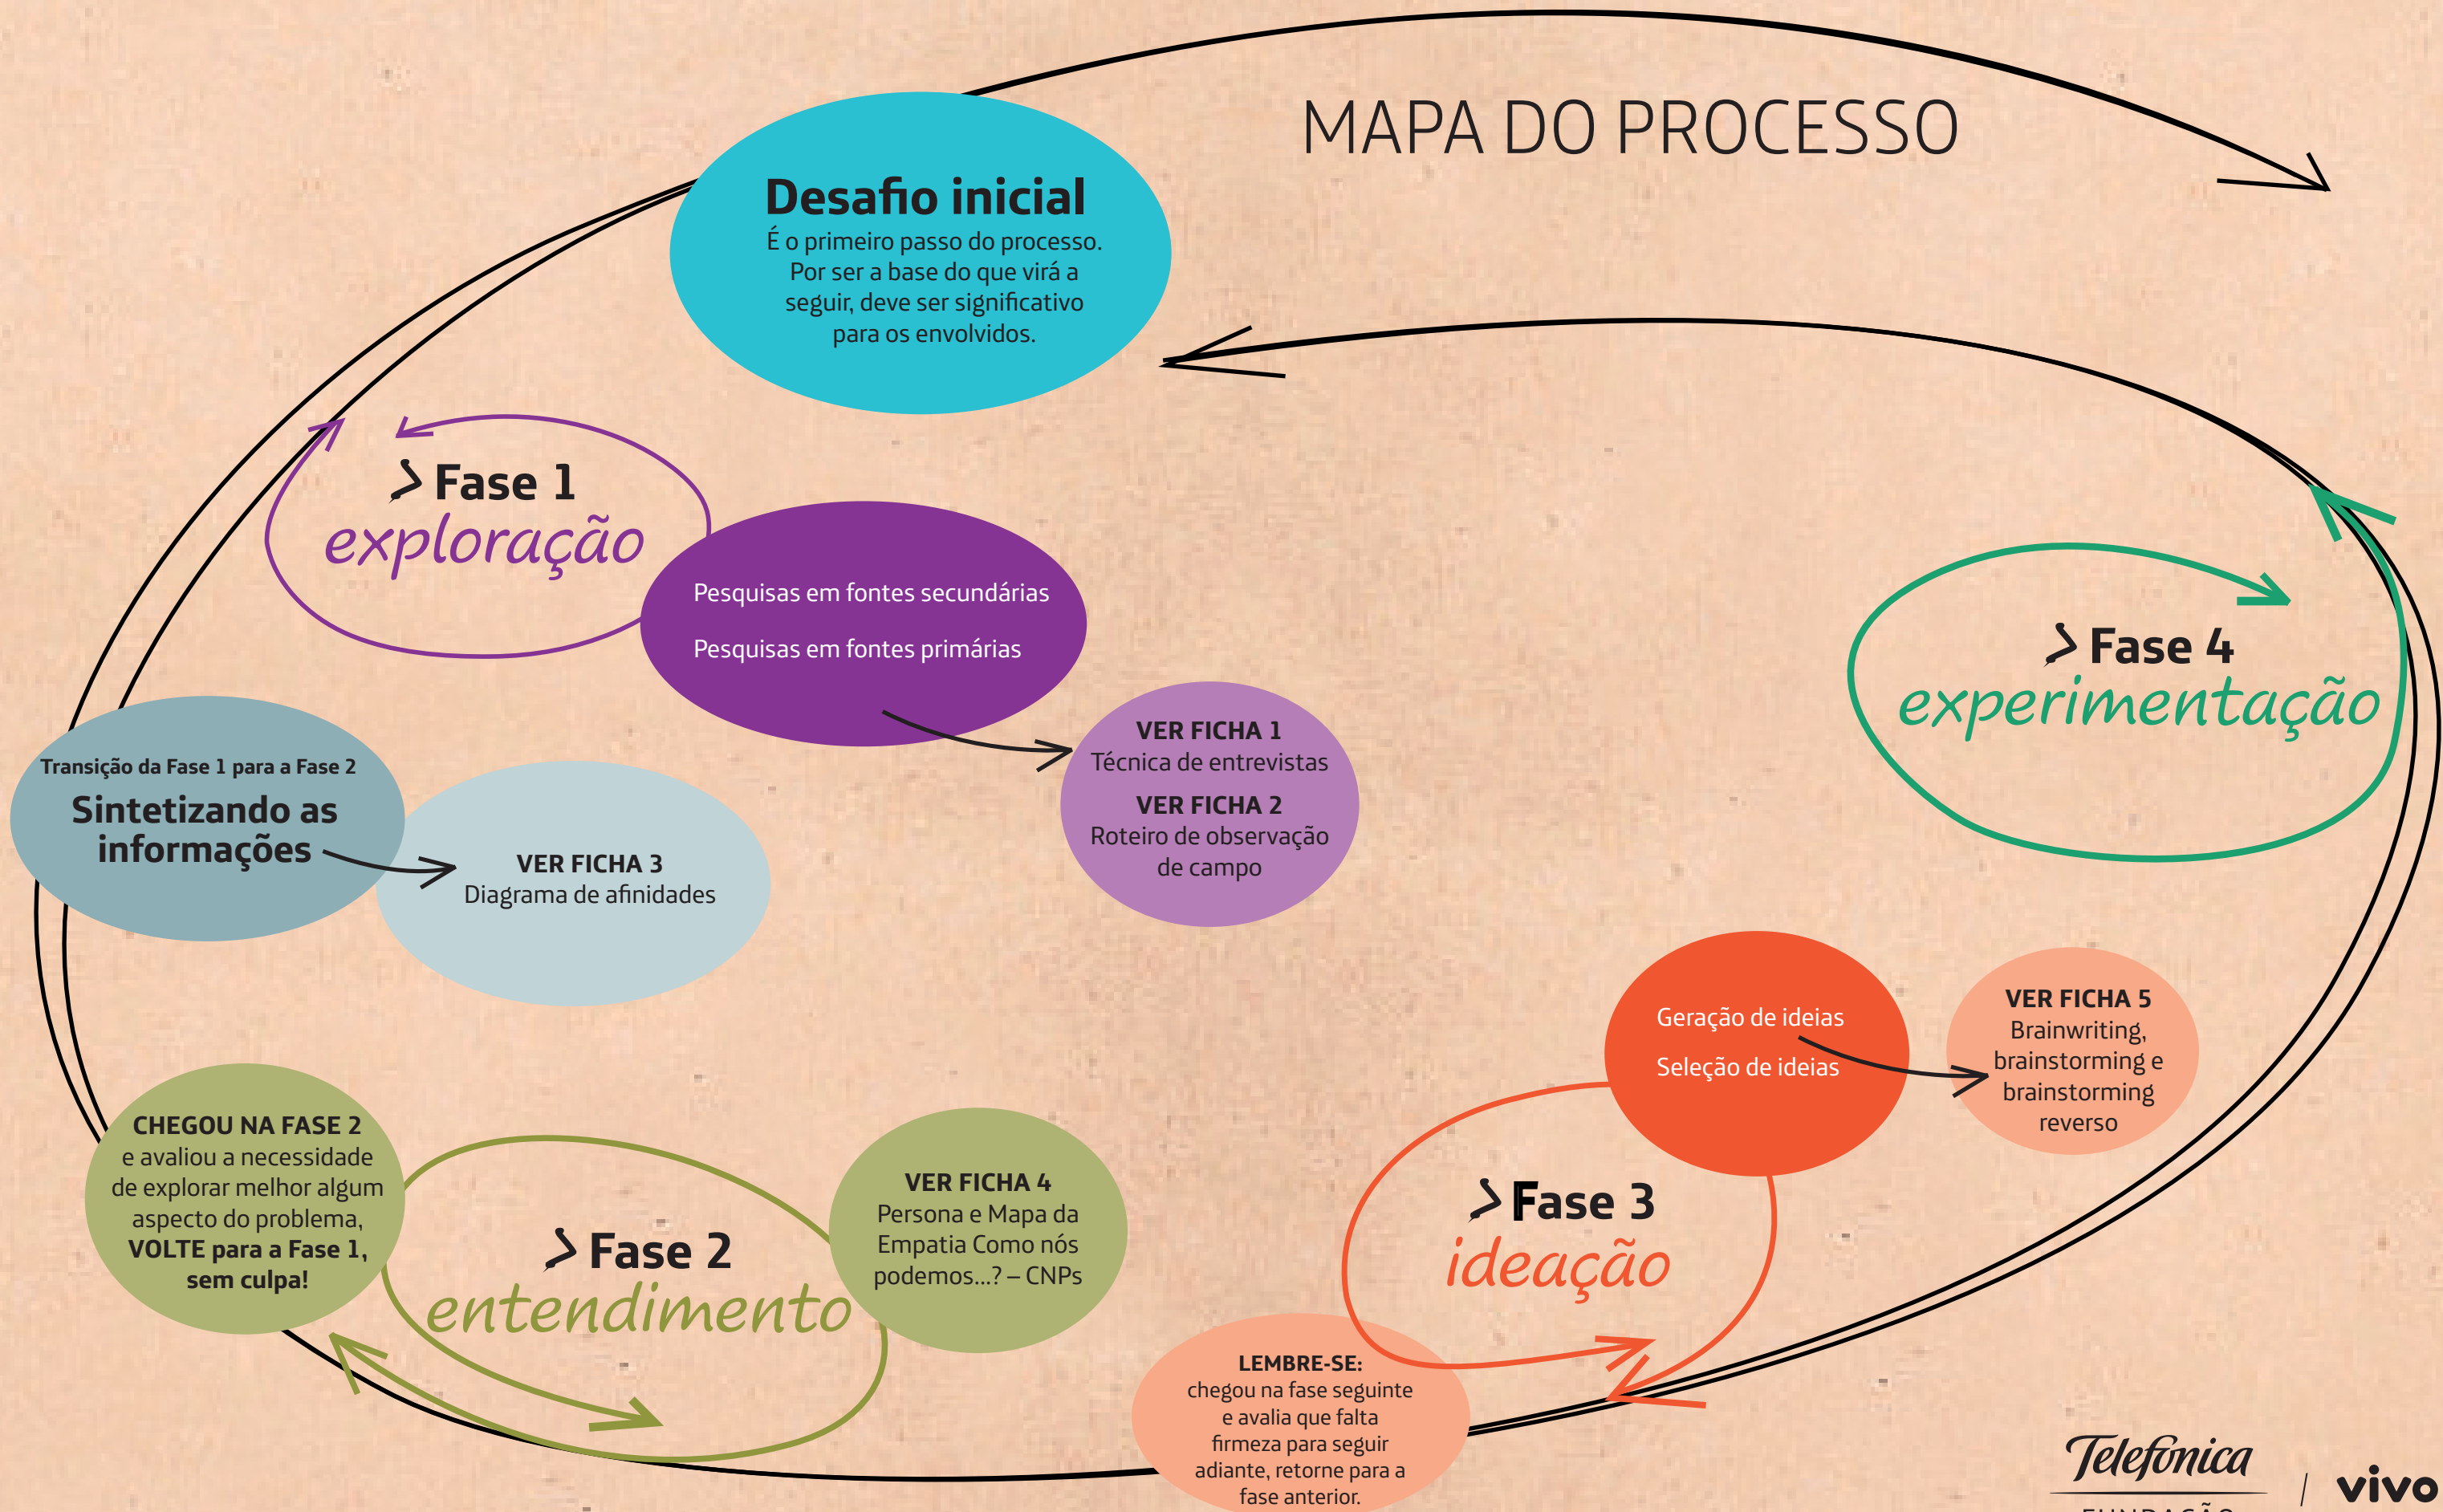 MAPA DO PROCESSO
Desafio inicial
É o primeiro passo do processo.
Por ser a base do que virá a
seguir, deve ser significativo
para os envolvidos.
Fase 1
exploração
Pesquisas em fontes secundárias
Pesquisas em fontes primárias
VER FICHA 1
Técnica de entrevistas
VER FICHA 2
Roteiro de observação
de campo
Transição da Fase 1 para a Fase 2
Sintetizando as
informações
VER FICHA 3
Diagrama de afinidades
CHEGOU NA FASE 2
e avaliou a necessidade
de explorar melhor algum
aspecto do problema,
VOLTE para a Fase 1,
sem culpa!
Fase 2
entendimento
VER FICHA 4
Persona e Mapa da
Empatia Como nós
podemos...? – CNPs
Fase 3
ideação
Geração de ideias
Seleção de ideias
VER FICHA 5
Brainwriting,
brainstorming e
brainstorming
reverso
LEMBRE-SE:
chegou na fase seguinte
e avalia que falta
firmeza para seguir
adiante, retorne para a
fase anterior.
Fase 4
experimentação
Telefonica
FUNDAÇÃO
vivo